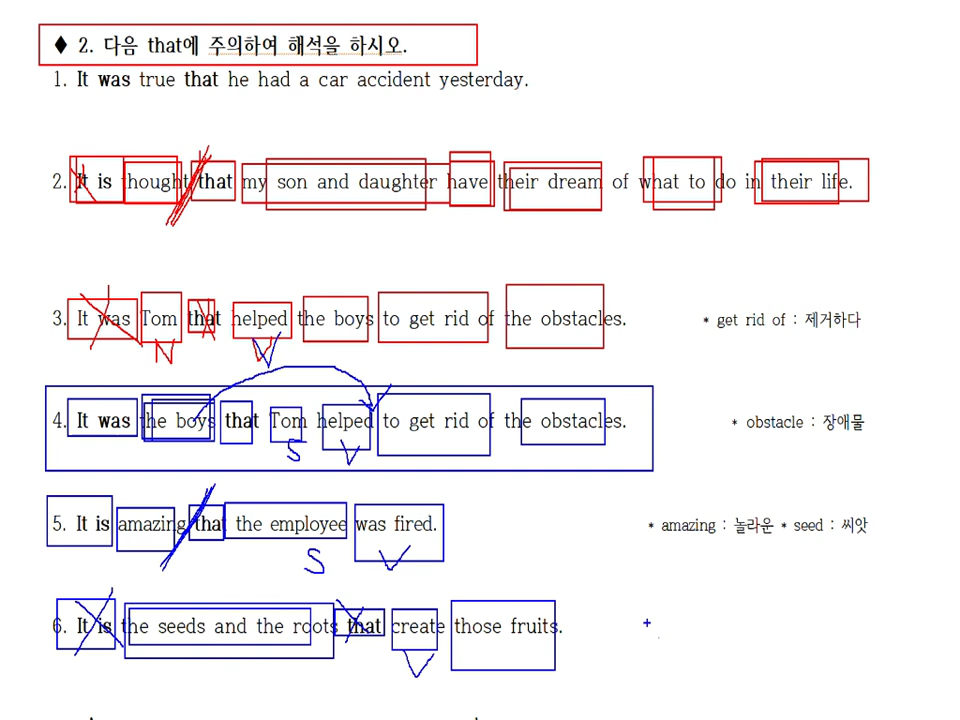 ♦ 2. 다음 that에 주의하여 해석을 하시오.
1. It was true that he had a car accident yesterday.
2. It is thought that my son and daughter have their dream of what to do in their life.
3. It was Tom that helped the boys to get rid of the obstacles. * get rid of : 제거하다
N V
4. It was the boys that Tom helped to get rid of the obstacles. * obstacle : 장애물
S V
5. It is amazing that the employee was fired. * amazing : 놀라운 * seed : 씨앗
S V
6. It is the seeds and the roots that create those fruits.
V